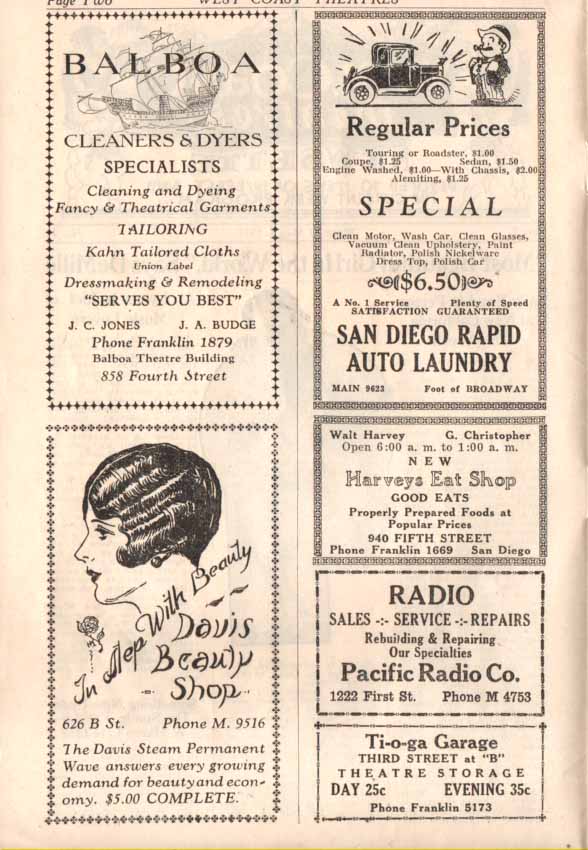 Page Two WEST COAST THEATRES
BALBOA
CLEANERS & DYERS
SPECIALISTS
Cleaning and Dyeing
Fancy & Theatrical Garments
TAILORING
Kahn Tailored Cloths
Union Label
Dressmaking & Remodeling
"SERVES YOU BEST"
J. C. JONES J. A. BUDGE
Phone Franklin 1879
Balboa Theatre Building
858 Fourth Street
In Step With Beauty
Davis
Beauty
Shop
626 B St. Phone M. 9516
The Davis Steam Permanent
Wave answers every growing
demand for beauty and econ-
omy. $5.00 COMPLETE.
Regular Prices
Touring or Roadster, $1.00
Coupe, $1.25 Sedan, $1.50
Engine Washed, $1.00—With Chassis, $2.00
Alemiting, $1.25
SPECIAL
Clean Motor, Wash Car, Clean Glasses,
Vacuum Clean Upholstery, Paint
Radiator, Polish Nickelware
Dress Top, Polish Car
($6.50)
A No. 1 Service Plenty of Speed
SATISFACTION GUARANTEED
SAN DIEGO RAPID
AUTO LAUNDRY
MAIN 9623 Foot of BROADWAY
Walt Harvey G. Christopher
Open 6:00 a. m. to 1:00 a. m.
NEW
Harveys Eat Shop
GOOD EATS
Properly Prepared Foods at
Popular Prices
940 FIFTH STREET
Phone Franklin 1669 San Diego
RADIO
SALES -:- SERVICE -:- REPAIRS
Rebuilding & Repairing
Our Specialties
Pacific Radio Co.
1222 First St. Phone M 4753
Ti-o-ga Garage
THIRD STREET at "B"
THEATRE STORAGE
DAY 25c EVENING 35c
Phone Franklin 5173